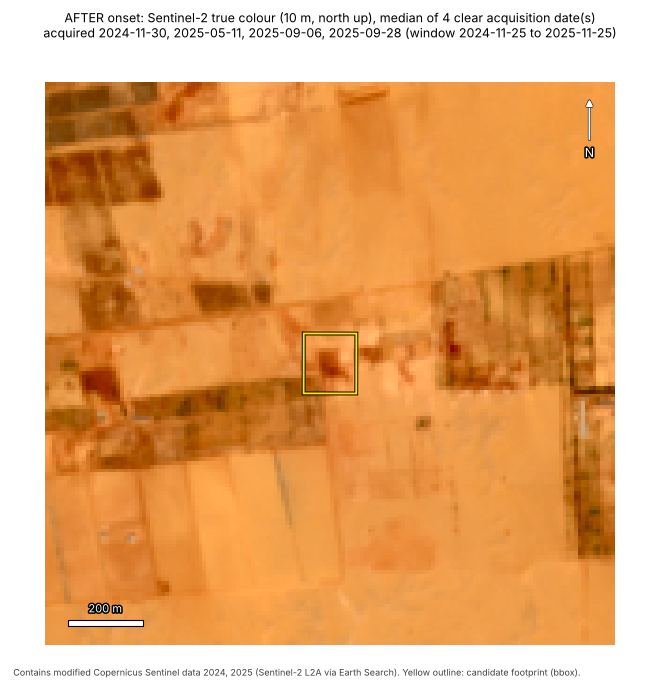 AFTER onset: Sentinel-2 true colour (10 m, north up), median of 4 clear acquisition date(s)
acquired 2024-11-30, 2025-05-11, 2025-09-06, 2025-09-28 (window 2024-11-25 to 2025-11-25)
N
200 m
Contains modified Copernicus Sentinel data 2024, 2025 (Sentinel-2 L2A via Earth Search). Yellow outline: candidate footprint (bbox).